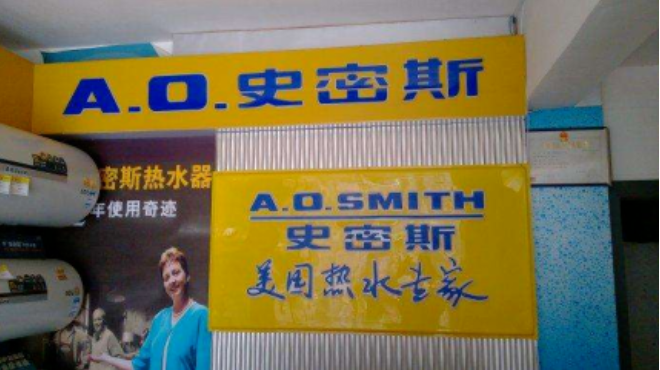 A.O.史密斯
密斯热水器
年使用奇迹
A.O.SMITH
史密斯
美国热水专家